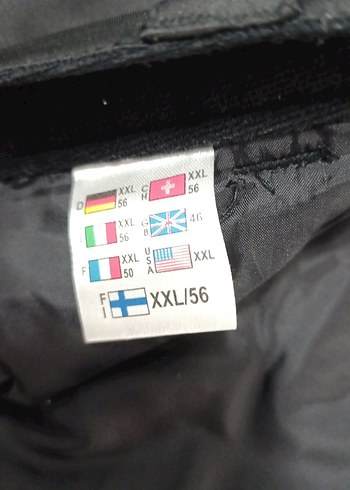 D XXL 56 CH XXL 56
I XXL 56 GB 46
F XXL 50 USA XXL
FI XXL/56